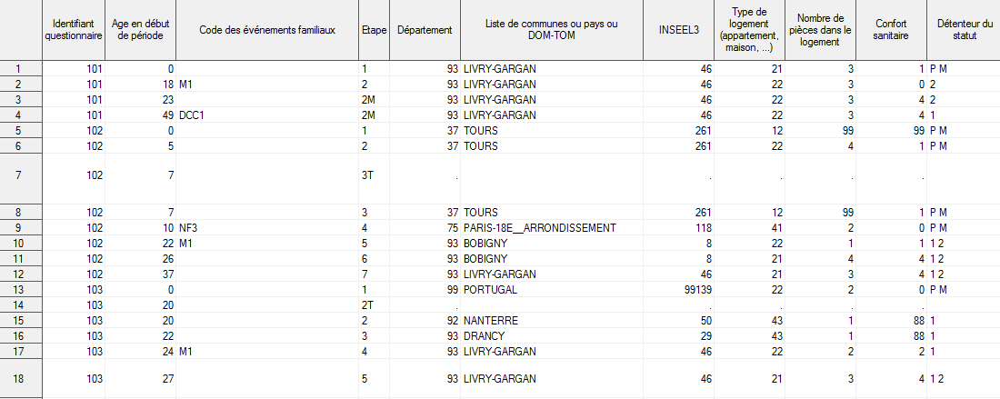 Identifiant questionnaire Age en début de période Code des événements familiaux Etape Département Liste de communes ou pays ou DOM-TOM INSEEL3 Type de logement (appartement, maison, ...) Nombre de pièces dans le logement Confort sanitaire Détenteur du statut
1 101 0 1 93 LIVRY-GARGAN 46 21 3 1 P M
2 101 18 M1 2 93 LIVRY-GARGAN 46 22 3 0 2
3 101 23 2M 93 LIVRY-GARGAN 46 22 3 4 2
4 101 49 DCC1 2M 93 LIVRY-GARGAN 46 22 3 4 1
5 102 0 1 37 TOURS 261 12 99 99 P M
6 102 5 2 37 TOURS 261 22 4 1 P M
7 102 7 3T . . . . .
8 102 7 3 37 TOURS 261 12 99 1 P M
9 102 10 NF3 4 75 PARIS-18E__ARRONDISSEMENT 118 41 2 0 P M
10 102 22 M1 5 93 BOBIGNY 8 22 1 1 1 2
11 102 26 6 93 BOBIGNY 8 21 4 4 1 2
12 102 37 7 93 LIVRY-GARGAN 46 21 3 4 1 2
13 103 0 1 99 PORTUGAL 99139 22 2 0 P M
14 103 20 2T . . . . .
15 103 20 2 92 NANTERRE 50 43 1 88 1
16 103 22 3 93 DRANCY 29 43 1 88 1
17 103 24 M1 4 93 LIVRY-GARGAN 46 22 2 2 1
18 103 27 5 93 LIVRY-GARGAN 46 21 3 4 1 2